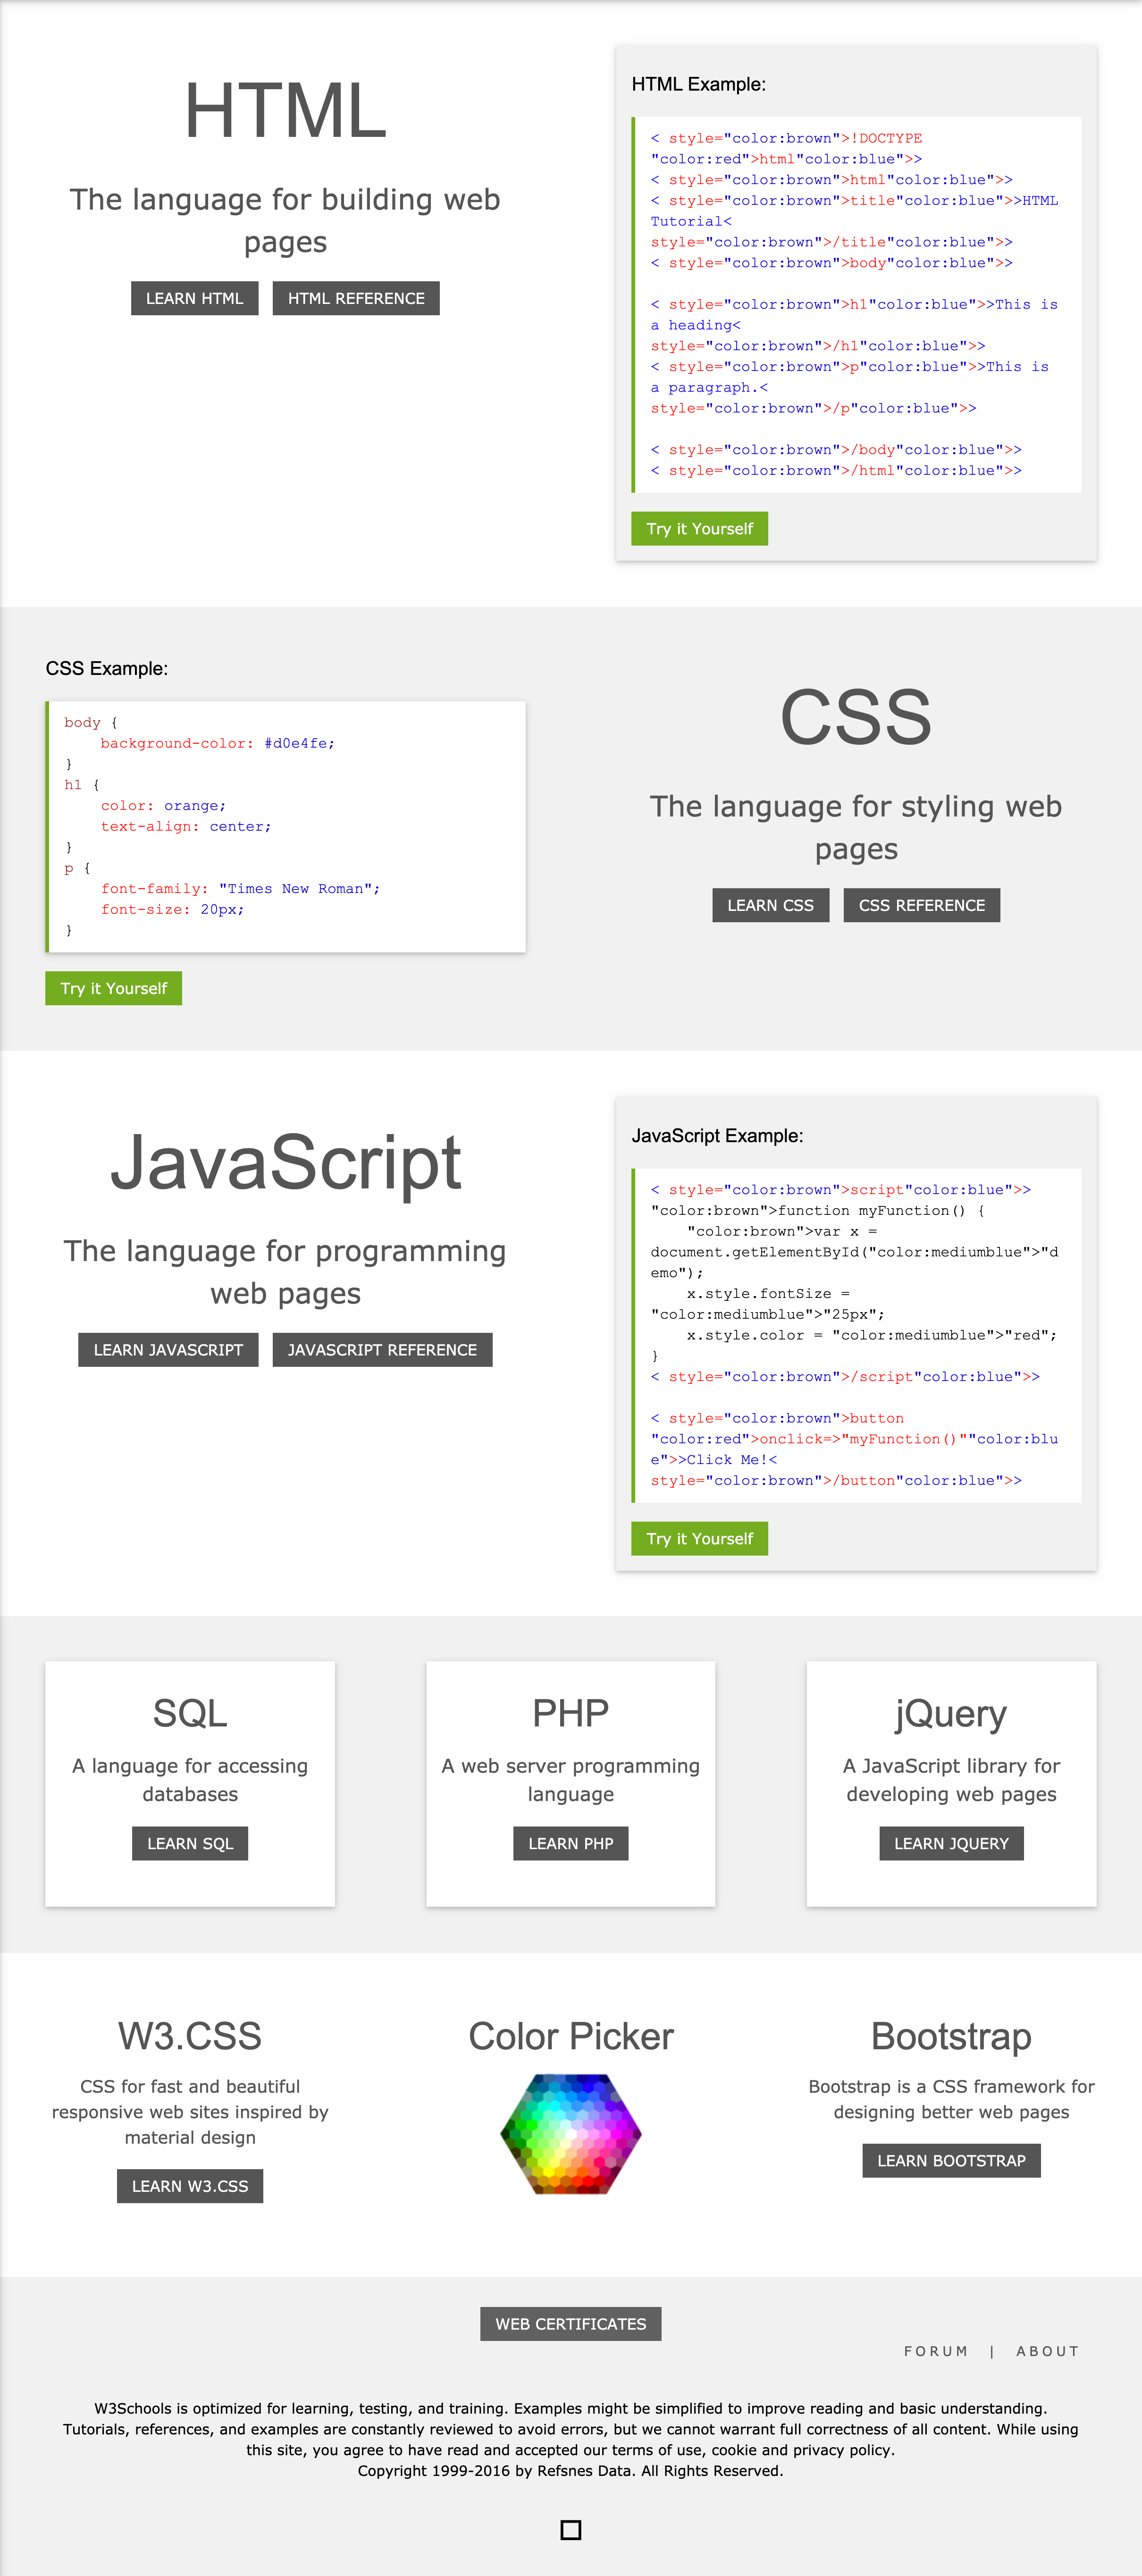 HTML
The language for building web
pages
LEARN HTML
HTML REFERENCE
HTML Example:
< style="color:brown">!DOCTYPE
"color:red">html"color:blue">>
< style="color:brown">html"color:blue">>
< style="color:brown">title"color:blue">>HTML
Tutorial<
style="color:brown">/title"color:blue">>
< style="color:brown">body"color:blue">>
< style="color:brown">h1"color:blue">>This is
a heading<
style="color:brown">/h1"color:blue">>
< style="color:brown">p"color:blue">>This is
a paragraph.<
style="color:brown">/p"color:blue">>
< style="color:brown">/body"color:blue">>
< style="color:brown">/html"color:blue">>
Try it Yourself
CSS Example:
body {
    background-color: #d0e4fe;
}
h1 {
    color: orange;
    text-align: center;
}
p {
    font-family: "Times New Roman";
    font-size: 20px;
}
Try it Yourself
CSS
The language for styling web
pages
LEARN CSS
CSS REFERENCE
JavaScript
The language for programming
web pages
LEARN JAVASCRIPT
JAVASCRIPT REFERENCE
JavaScript Example:
< style="color:brown">script"color:blue">>
"color:brown">function myFunction() {
    "color:brown">var x =
document.getElementById("color:mediumblue">"d
emo");
    x.style.fontSize =
"color:mediumblue">"25px";
    x.style.color = "color:mediumblue">"red";
}
< style="color:brown">/script"color:blue">>
< style="color:brown">button
"color:red">onclick=>"myFunction()""color:blu
e">>Click Me!<
style="color:brown">/button"color:blue">>
Try it Yourself
SQL
A language for accessing
databases
LEARN SQL
PHP
A web server programming
language
LEARN PHP
jQuery
A JavaScript library for
developing web pages
LEARN JQUERY
W3.CSS
CSS for fast and beautiful
responsive web sites inspired by
material design
LEARN W3.CSS
Color Picker
Bootstrap
Bootstrap is a CSS framework for
designing better web pages
LEARN BOOTSTRAP
WEB CERTIFICATES
FORUM | ABOUT
W3Schools is optimized for learning, testing, and training. Examples might be simplified to improve reading and basic understanding.
Tutorials, references, and examples are constantly reviewed to avoid errors, but we cannot warrant full correctness of all content. While using
this site, you agree to have read and accepted our terms of use, cookie and privacy policy.
Copyright 1999-2016 by Refsnes Data. All Rights Reserved.